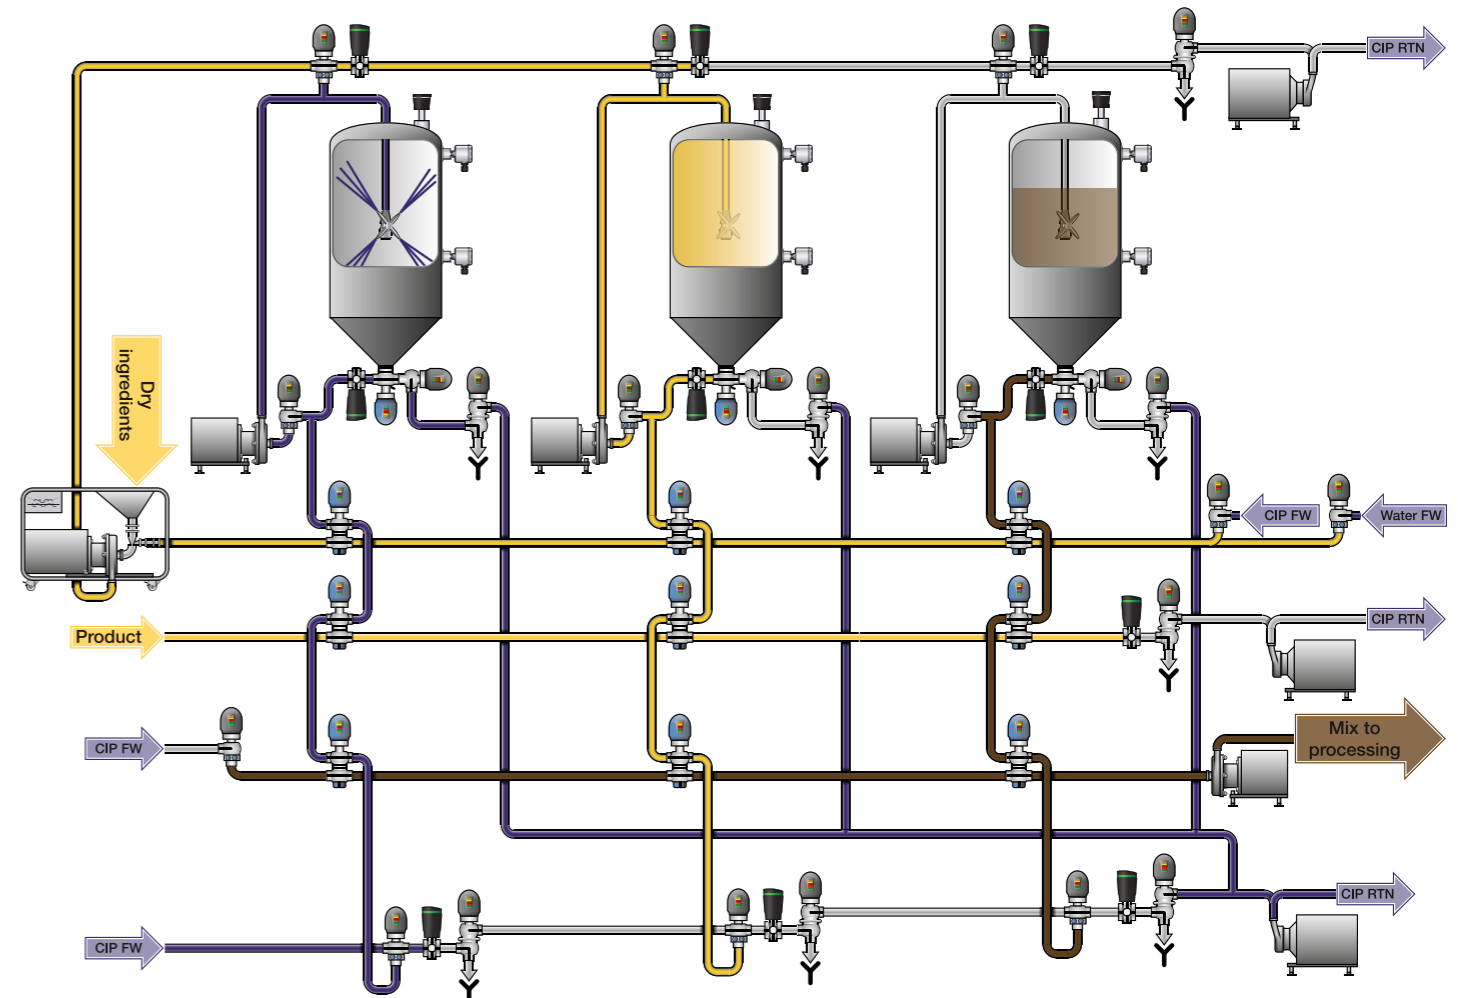 CIP RTN
Dry
ingredients
CIP FW
Water FW
Product
CIP RTN
CIP FW
Mix to
processing
CIP RTN
CIP FW